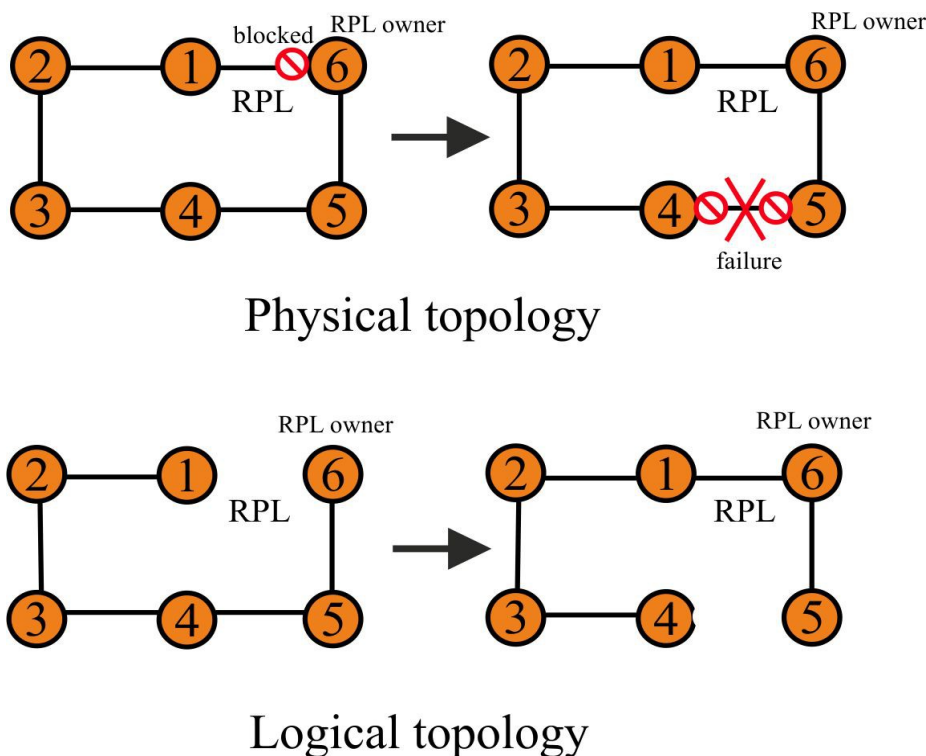 RPL owner
blocked
2 1 6
RPL
3 4 5
RPL owner
2 1 6
RPL
3 4 5
failure
Physical topology
RPL owner
2 1 6
RPL
3 4 5
RPL owner
2 1 6
RPL
3 4 5
Logical topology